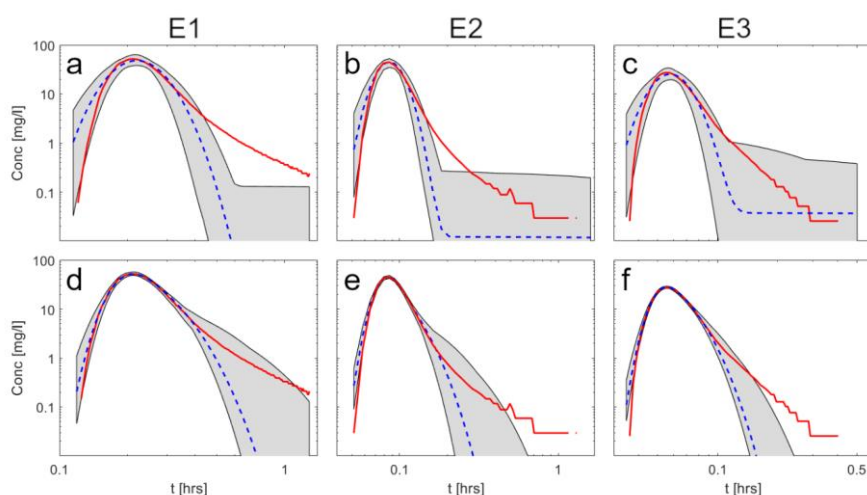 E1 E2 E3
a b c
100
10
1
0.1
Conc [mg/l]
d e f
100
10
1
0.1
Conc [mg/l]
0.1 1 0.1 1 0.1 0.5
t [hrs] t [hrs] t [hrs]